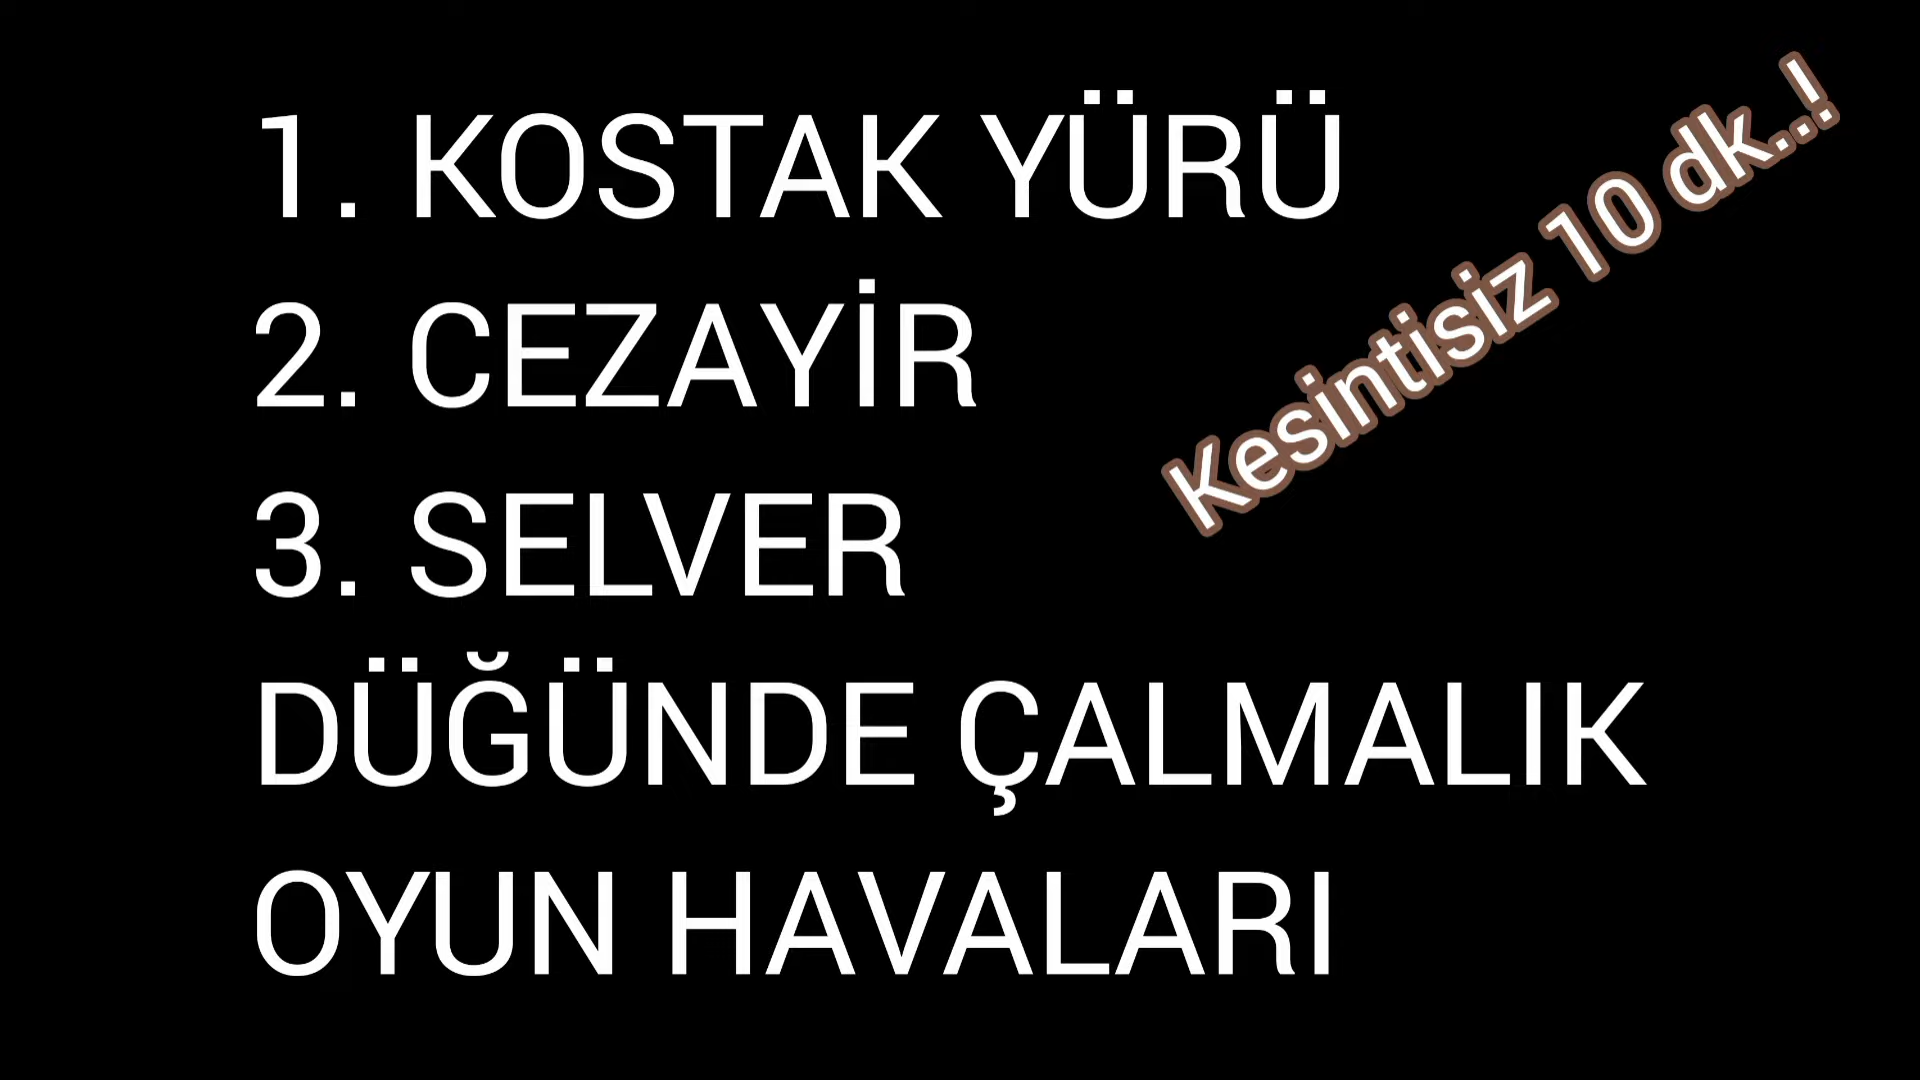 1. KOSTAK YÜRÜ
2. CEZAYİR
3. SELVER
DÜĞÜNDE ÇALMALIK
OYUN HAVALARI
Kesintisiz 10 dk..!